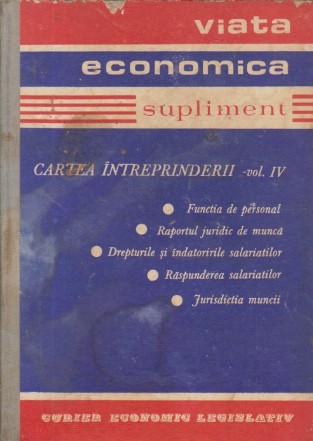 viata
economica
supliment
CARTEA ÎNTREPRINDERII - vol. IV
Functia de personal
Raportul juridic de muncă
Drepturile și îndatoririle salariatilor
Răspunderea salariatilor
Jurisdictia muncii
CURIER ECONOMIC LEGISLATIV